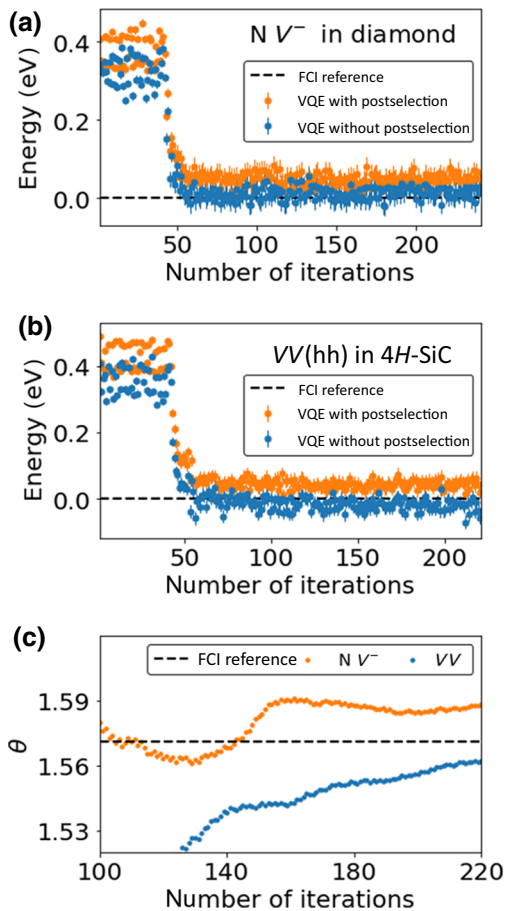 (a)
N V⁻ in diamond
FCI reference
VQE with postselection
VQE without postselection
Energy (eV)
0.4
0.2
0.0
50 100 150 200
Number of iterations
(b)
VV(hh) in 4H-SiC
FCI reference
VQE with postselection
VQE without postselection
Energy (eV)
0.4
0.2
0.0
50 100 150 200
Number of iterations
(c)
FCI reference N V⁻ VV
θ
1.59
1.56
1.53
100 140 180 220
Number of iterations